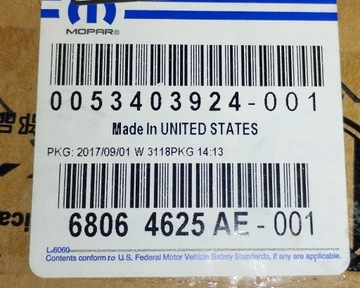 MOPAR®
0053403924-001
Made In UNITED STATES
PKG: 2017/09/01 W 3118PKG 14:13
6806 4625 AE-001
L-6060
Contents conform to U.S. Federal Motor Vehicle Safety Standards, if any are applicable.